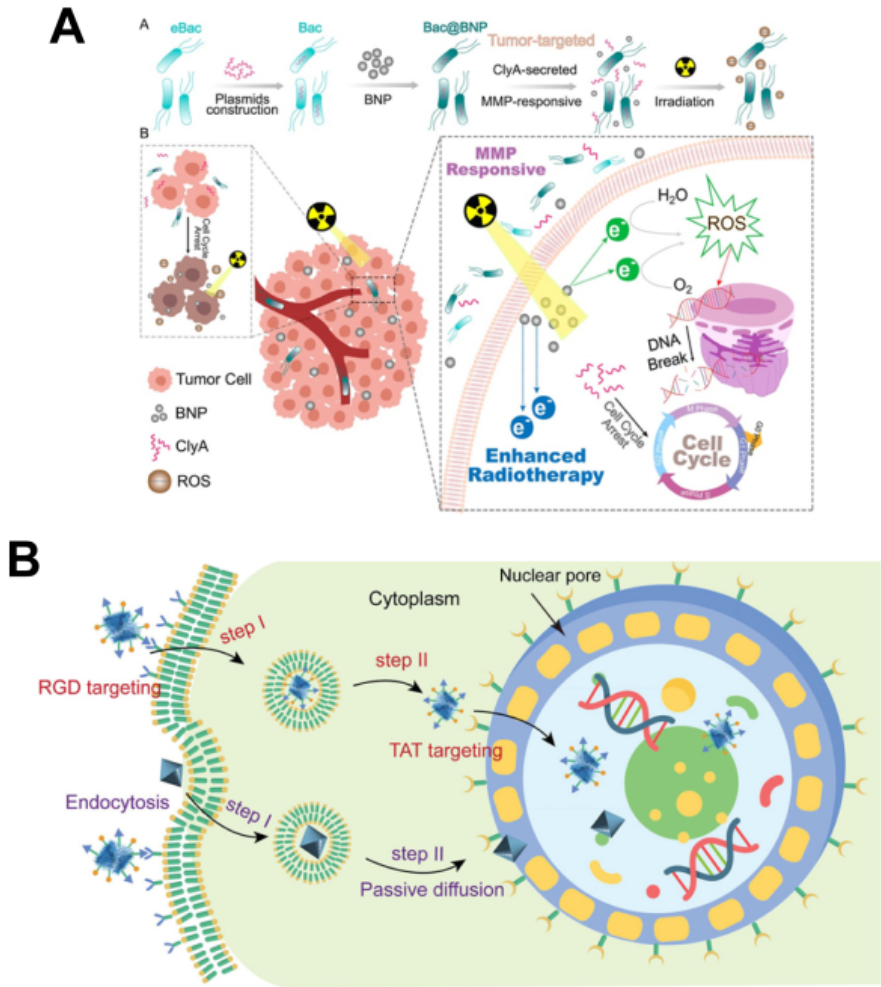 A
A
eBac
Bac
Bac@BNP
Tumor-targeted
Plasmids
construction
BNP
ClyA-secreted
MMP-responsive
Irradiation
B
Cell Cycle
Arrest
Tumor Cell
BNP
ClyA
ROS
MMP
Responsive
H₂O
e⁻
ROS
e⁻
O₂
DNA
Break
e⁻
e⁻
Cell Cycle
Arrest
Enhanced
Radiotherapy
M Phase
S Phase
Cell
Cycle
B
Nuclear pore
Cytoplasm
step I
step II
RGD targeting
TAT targeting
Endocytosis
step I
step II
Passive diffusion